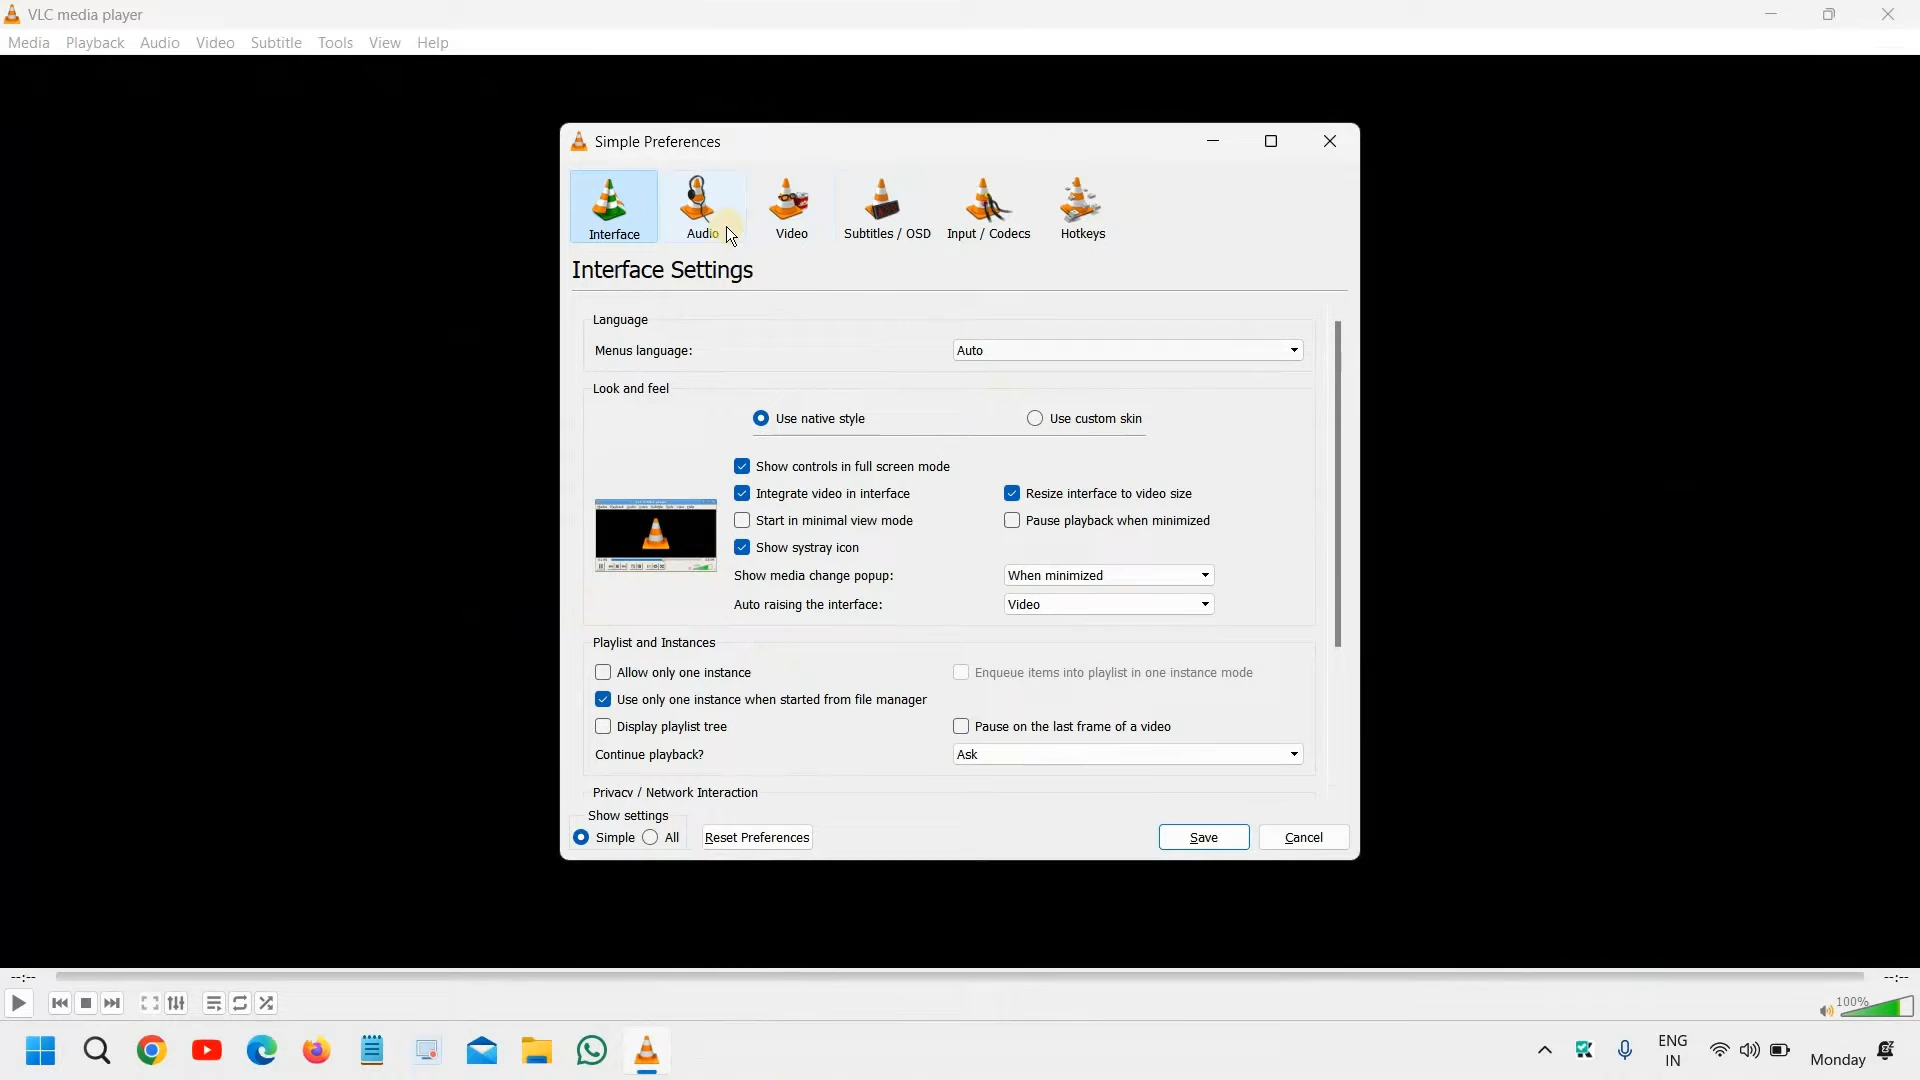 VLC media player
Media Playback Audio Video Subtitle Tools View Help
Simple Preferences
Interface Audio Video Subtitles / OSD Input / Codecs Hotkeys
Interface Settings
Language
Menus language: Auto
Look and feel
Use native style Use custom skin
Show controls in full screen mode
Integrate video in interface Resize interface to video size
Start in minimal view mode Pause playback when minimized
Show systray icon
Show media change popup: When minimized
Auto raising the interface: Video
Playlist and Instances
Allow only one instance Enqueue items into playlist in one instance mode
Use only one instance when started from file manager
Display playlist tree Pause on the last frame of a video
Continue playback? Ask
Privacy / Network Interaction
Show settings
Simple All Reset Preferences Save Cancel
--:-- --:--
100%
ENG
IN
Monday